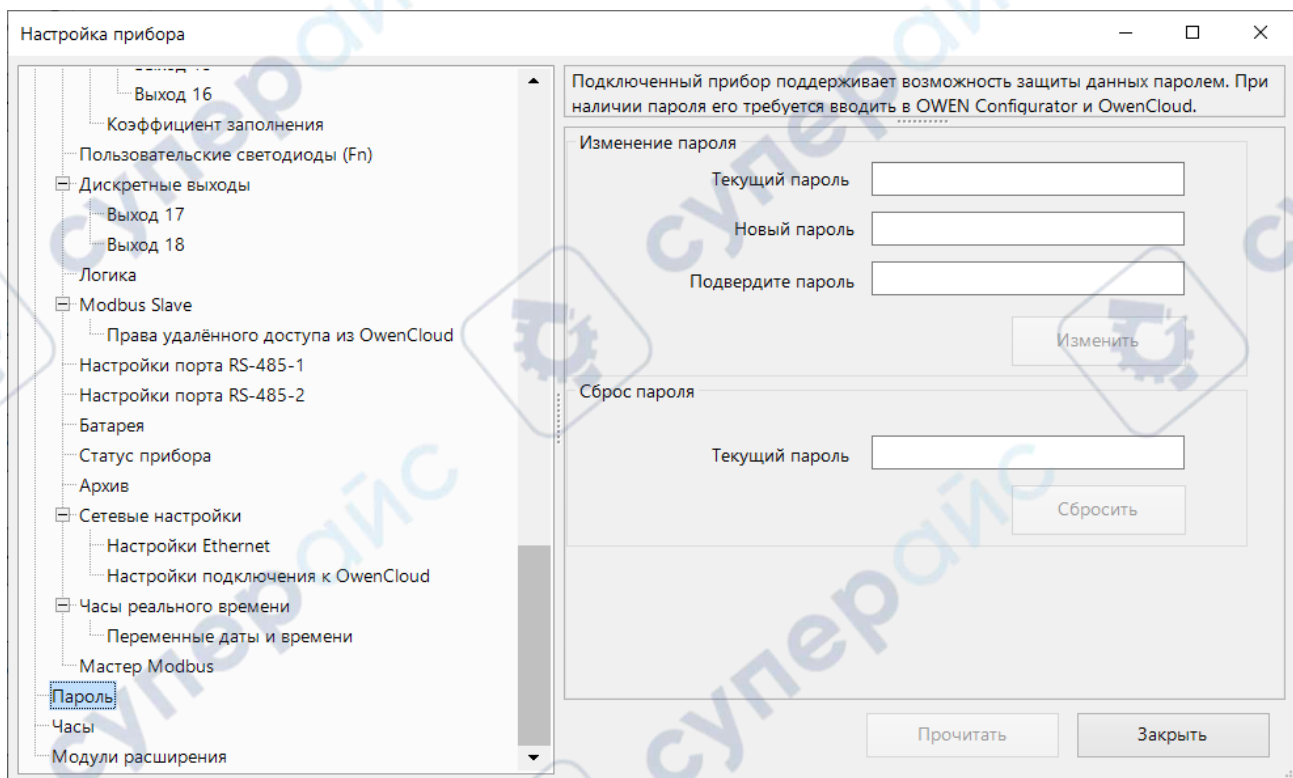 Настройка прибора
Выход 16
Коэффициент заполнения
Пользовательские светодиоды (Fn)
Дискретные выходы
Выход 17
Выход 18
Логика
Modbus Slave
Права удалённого доступа из OwenCloud
Настройки порта RS-485-1
Настройки порта RS-485-2
Батарея
Статус прибора
Архив
Сетевые настройки
Настройки Ethernet
Настройки подключения к OwenCloud
Часы реального времени
Переменные даты и времени
Мастер Modbus
Пароль
Часы
Модули расширения
Подключенный прибор поддерживает возможность защиты данных паролем. При
наличии пароля его требуется вводить в OWEN Configurator и OwenCloud.
Изменение пароля
Текущий пароль
Новый пароль
Подвердите пароль
Изменить
Сброс пароля
Текущий пароль
Сбросить
Прочитать
Закрыть
суперайс
суперайс
суперайс
суперайс